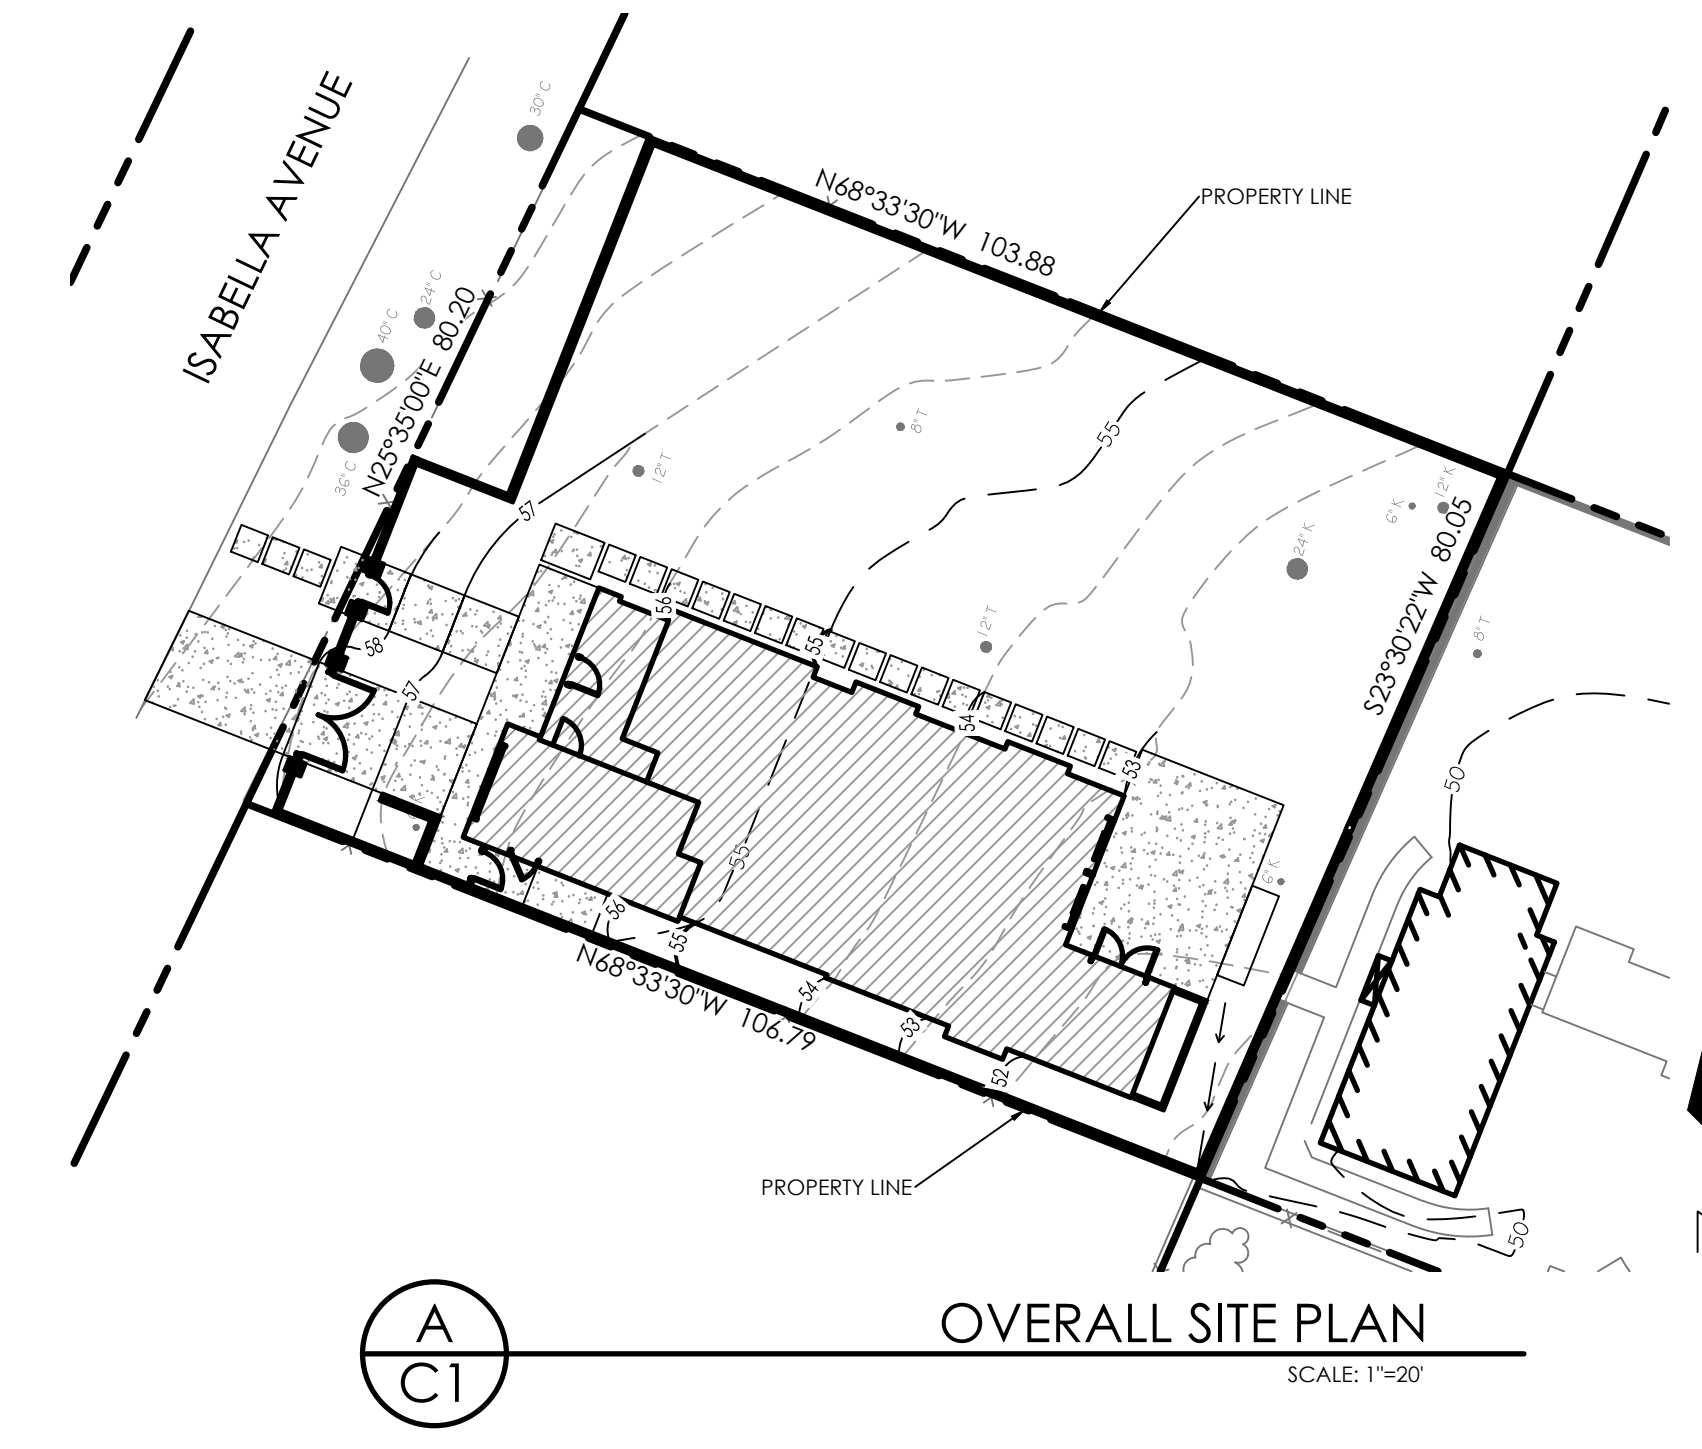 ISABELLA AVENUE
30" C
24" C
40" C
36" C
N25°35'00"E 80.20
N68°33'30"W 103.88
PROPERTY LINE
8" T
12" T
55
57
12" K
6" K
24" K
S23°30'22"W 80.05
8" T
12" T
56
55
58
57
54
53
50
55
6" K
56
55
54
53
52
N68°33'30"W 106.79
PROPERTY LINE
50
A
C1
OVERALL SITE PLAN
SCALE: 1"=20'